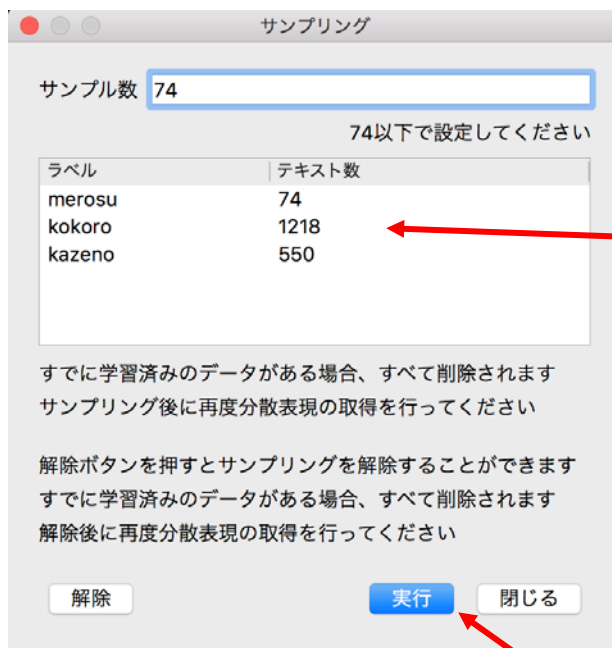 サンプリング
サンプル数 74
74以下で設定してください
ラベル テキスト数
merosu 74
kokoro 1218
kazeno 550
すでに学習済みのデータがある場合、すべて削除されます
サンプリング後に再度分散表現の取得を行ってください
解除ボタンを押すとサンプリングを解除することができます
すでに学習済みのデータがある場合、すべて削除されます
解除後に再度分散表現の取得を行ってください
解除 実行 閉じる